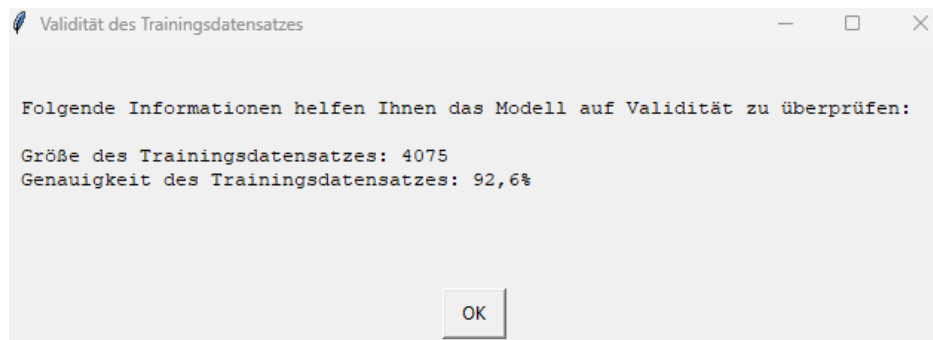 Validität des Trainingsdatensatzes
Folgende Informationen helfen Ihnen das Modell auf Validität zu überprüfen:
Größe des Trainingsdatensatzes: 4075
Genauigkeit des Trainingsdatensatzes: 92,6%
OK